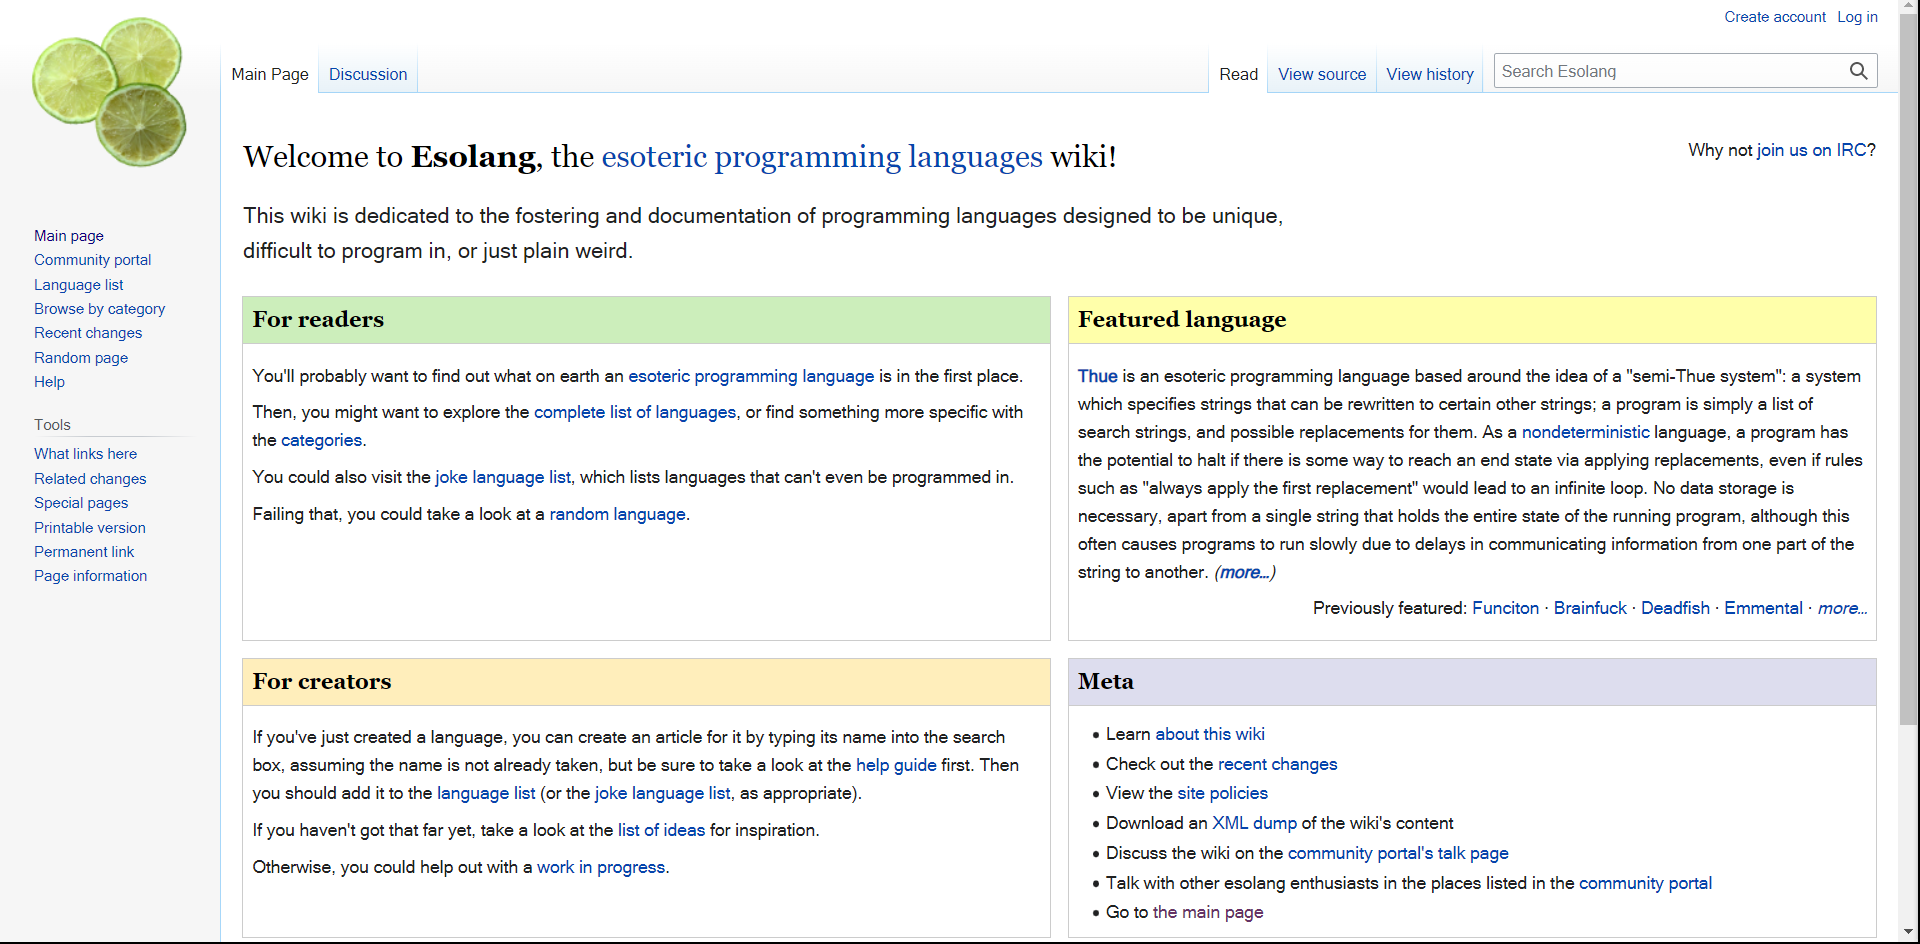 Create account Log in
Main Page Discussion Read View source View history Search Esolang
Welcome to Esolang, the esoteric programming languages wiki!
Why not join us on IRC?
This wiki is dedicated to the fostering and documentation of programming languages designed to be unique,
difficult to program in, or just plain weird.
Main page
Community portal
Language list
Browse by category
Recent changes
Random page
Help
Tools
What links here
Related changes
Special pages
Printable version
Permanent link
Page information
For readers
You'll probably want to find out what on earth an esoteric programming language is in the first place.
Then, you might want to explore the complete list of languages, or find something more specific with
the categories.
You could also visit the joke language list, which lists languages that can't even be programmed in.
Failing that, you could take a look at a random language.
Featured language
Thue is an esoteric programming language based around the idea of a "semi-Thue system": a system
which specifies strings that can be rewritten to certain other strings; a program is simply a list of
search strings, and possible replacements for them. As a nondeterministic language, a program has
the potential to halt if there is some way to reach an end state via applying replacements, even if rules
such as "always apply the first replacement" would lead to an infinite loop. No data storage is
necessary, apart from a single string that holds the entire state of the running program, although this
often causes programs to run slowly due to delays in communicating information from one part of the
string to another. (more...)
Previously featured: Funciton · Brainfuck · Deadfish · Emmental · more...
For creators
If you've just created a language, you can create an article for it by typing its name into the search
box, assuming the name is not already taken, but be sure to take a look at the help guide first. Then
you should add it to the language list (or the joke language list, as appropriate).
If you haven't got that far yet, take a look at the list of ideas for inspiration.
Otherwise, you could help out with a work in progress.
Meta
• Learn about this wiki
• Check out the recent changes
• View the site policies
• Download an XML dump of the wiki's content
• Discuss the wiki on the community portal's talk page
• Talk with other esolang enthusiasts in the places listed in the community portal
• Go to the main page